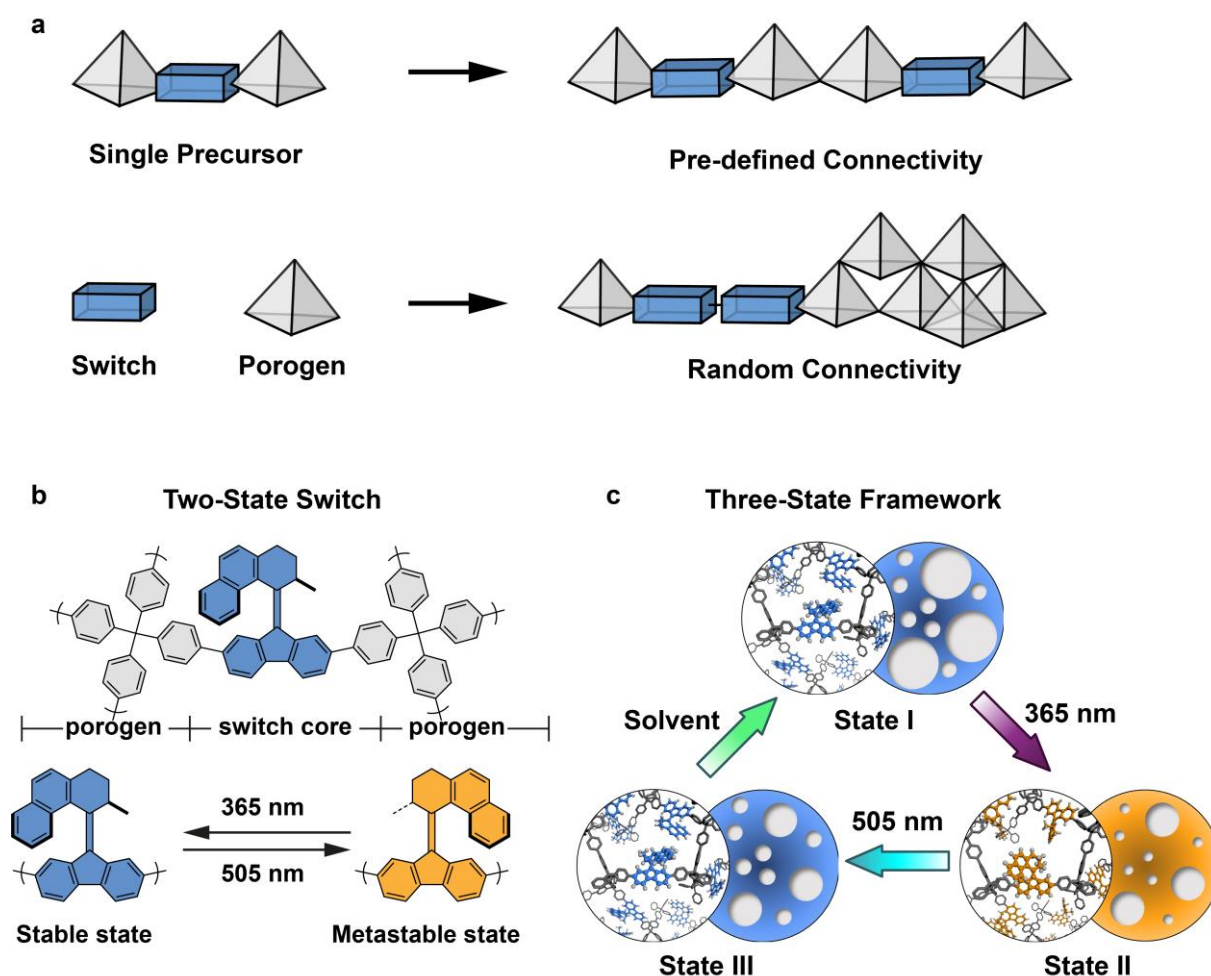 a
Single Precursor
Pre-defined Connectivity
Switch
Porogen
Random Connectivity
b
Two-State Switch
porogen
switch core
porogen
365 nm
505 nm
Stable state
Metastable state
c
Three-State Framework
State I
Solvent
365 nm
505 nm
State III
State II